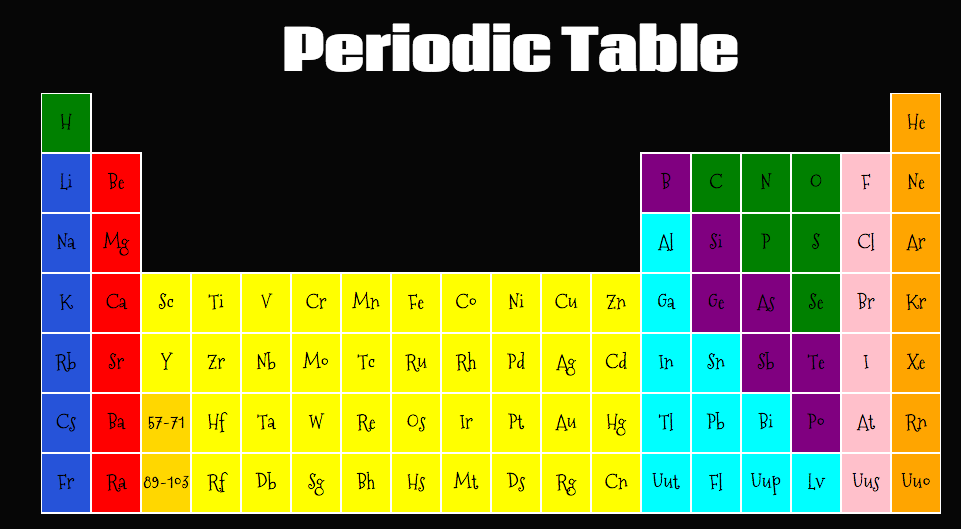 Periodic Table
H He
Li Be B C N O F Ne
Na Mg Al Si P S Cl Ar
K Ca Sc Ti V Cr Mn Fe Co Ni Cu Zn Ga Ge As Se Br Kr
Rb Sr Y Zr Nb Mo Tc Ru Rh Pd Ag Cd In Sn Sb Te I Xe
Cs Ba 57-71 Hf Ta W Re Os Ir Pt Au Hg Tl Pb Bi Po At Rn
Fr Ra 89-103 Rf Db Sg Bh Hs Mt Ds Rg Cn Uut Fl Uup Lv Uus Uuo